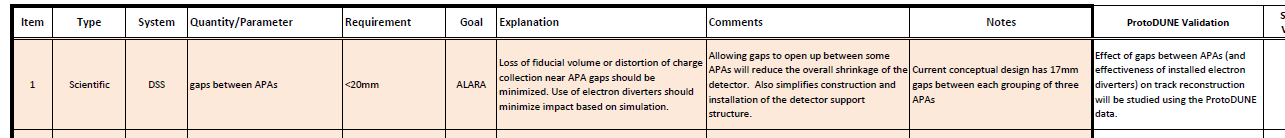 Item Type System Quantity/Parameter Requirement Goal Explanation Comments Notes ProtoDUNE Validation
1 Scientific DSS gaps between APAs <20mm ALARA
Loss of fiducial volume or distortion of charge
collection near APA gaps should be
minimized. Use of electron diverters should
minimize impact based on simulation.
Allowing gaps to open up between some
APAs will reduce the overall shrinkage of the
detector. Also simplifies construction and
installation of the detector support
structure.
Current conceptual design has 17mm
gaps between each grouping of three
APAs
Effect of gaps between APAs (and
effectiveness of installed electron
diverters) on track reconstruction
will be studied using the ProtoDUNE
data.